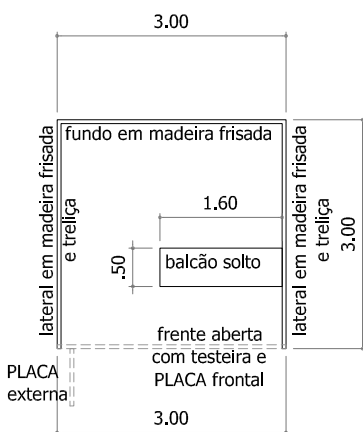 3.00
fundo em madeira frisada
lateral em madeira frisada
e treliça
1.60
.50
balcão solto
lateral em madeira frisada
e treliça
3.00
frente aberta
com testeira e
PLACA frontal
PLACA
externa
3.00